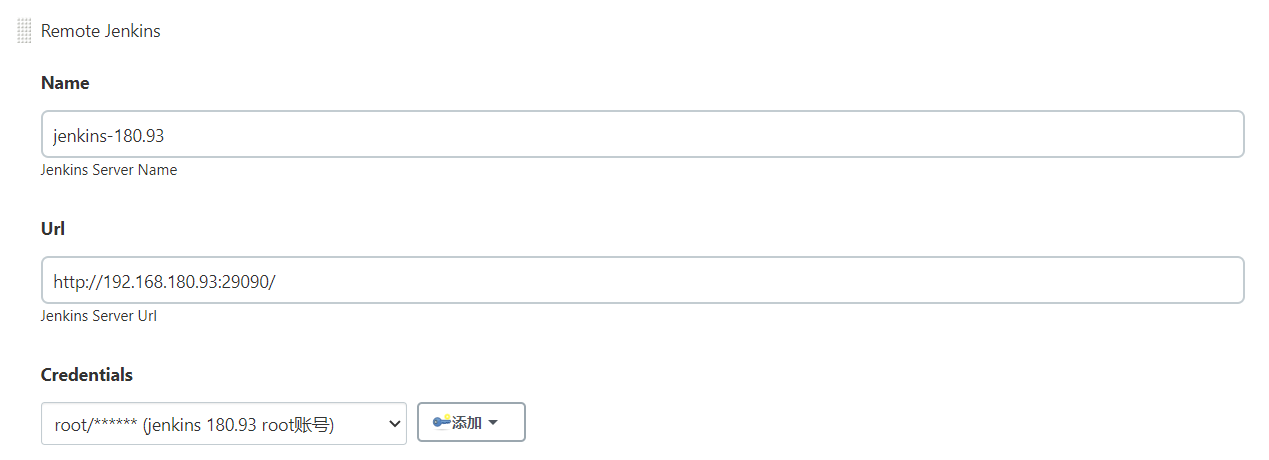 Remote Jenkins
Name
jenkins-180.93
Jenkins Server Name
Url
http://192.168.180.93:29090/
Jenkins Server Url
Credentials
root/****** (jenkins 180.93 root账号) 添加